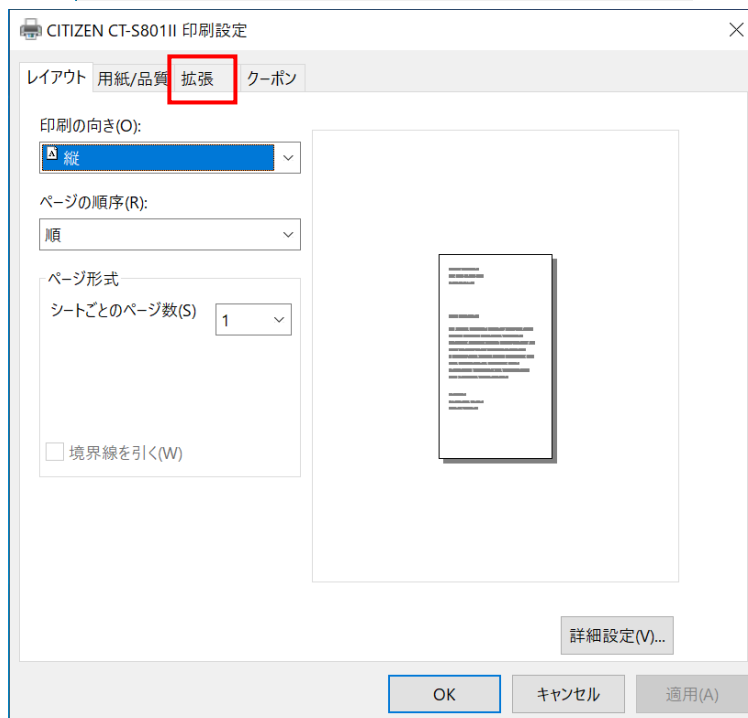 CITIZEN CT-S801II 印刷設定
レイアウト 用紙/品質 拡張 クーポン
印刷の向き(O):
縦
ページの順序(R):
順
ページ形式
シートごとのページ数(S) 1
境界線を引く(W)
詳細設定(V)...
OK キャンセル 適用(A)